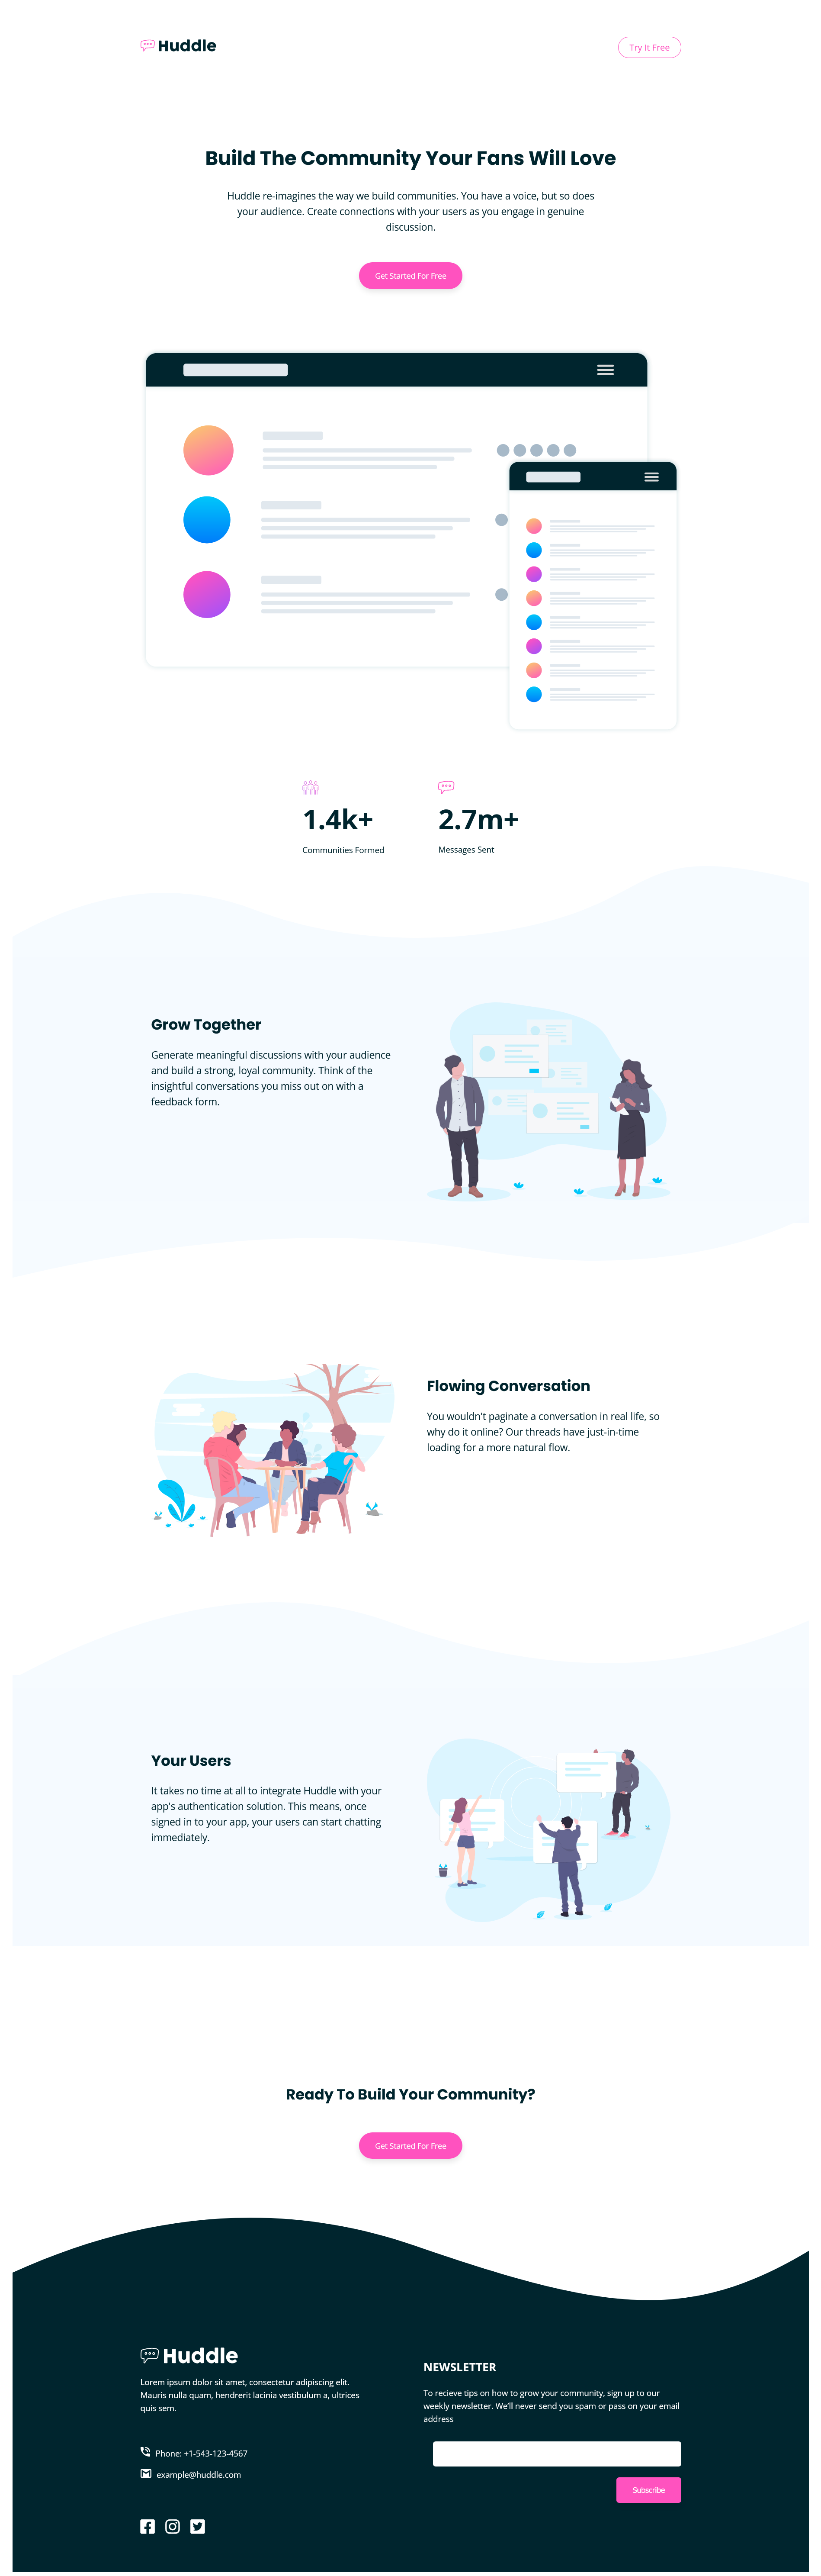 Huddle
Try It Free
Build The Community Your Fans Will Love
Huddle re-imagines the way we build communities. You have a voice, but so does
your audience. Create connections with your users as you engage in genuine
discussion.
Get Started For Free
1.4k+
Communities Formed
2.7m+
Messages Sent
Grow Together
Generate meaningful discussions with your audience
and build a strong, loyal community. Think of the
insightful conversations you miss out on with a
feedback form.
Flowing Conversation
You wouldn't paginate a conversation in real life, so
why do it online? Our threads have just-in-time
loading for a more natural flow.
Your Users
It takes no time at all to integrate Huddle with your
app's authentication solution. This means, once
signed in to your app, your users can start chatting
immediately.
Ready To Build Your Community?
Get Started For Free
Huddle
Lorem ipsum dolor sit amet, consectetur adipiscing elit.
Mauris nulla quam, hendrerit lacinia vestibulum a, ultrices
quis sem.
Phone: +1-543-123-4567
example@huddle.com
NEWSLETTER
To recieve tips on how to grow your community, sign up to our
weekly newsletter. We'll never send you spam or pass on your email
address
Subscribe